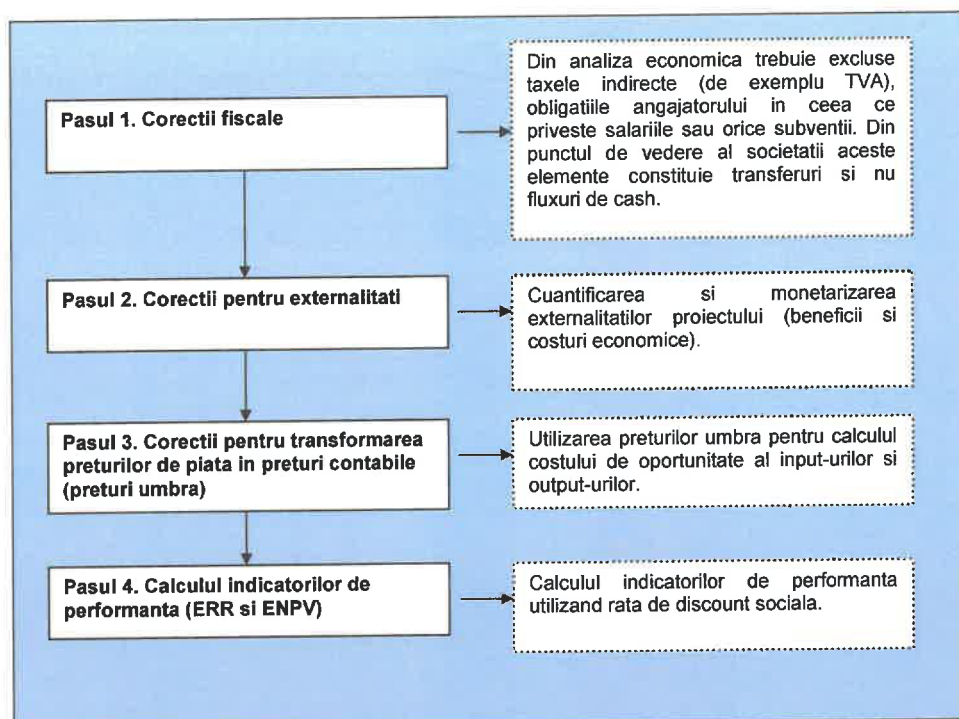 Pasul 1. Corectii fiscale
Din analiza economica trebuie excluse
taxele indirecte (de exemplu TVA),
obligatiile angajatorului in ceea ce
priveste salariile sau orice subventii. Din
punctul de vedere al societatii aceste
elemente constituie transferuri si nu
fluxuri de cash.
Pasul 2. Corectii pentru externalitati
Cuantificarea si monetarizarea
externalitatilor proiectului (beneficii si
costuri economice).
Pasul 3. Corectii pentru transformarea
preturilor de piata in preturi contabile
(preturi umbra)
Utilizarea preturilor umbra pentru calculul
costului de oportunitate al input-urilor si
output-urilor.
Pasul 4. Calculul indicatorilor de
performanta (ERR si ENPV)
Calculul indicatorilor de performanta
utilizand rata de discount sociala.